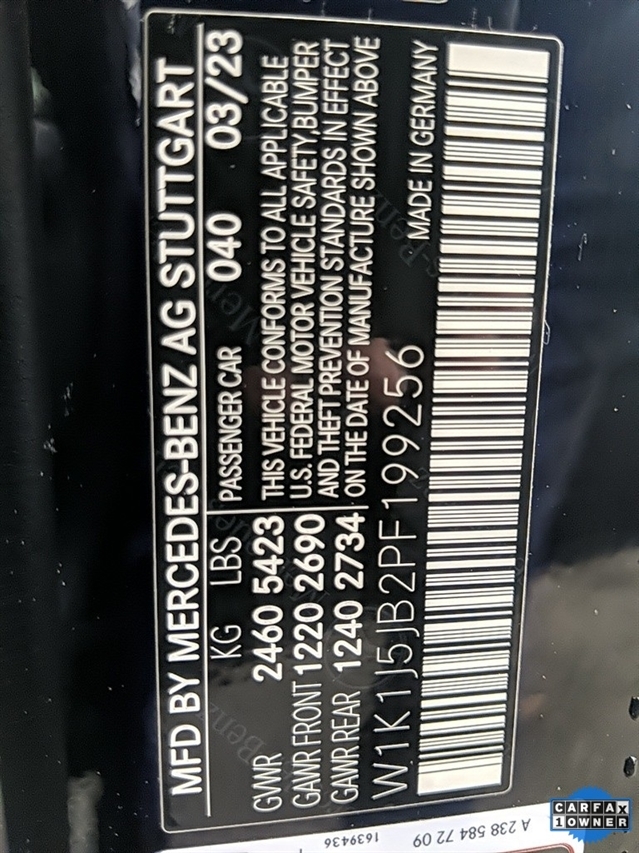 MFD BY MERCEDES-BENZ AG STUTTGART
KG LBS PASSENGER CAR 040 03/23
GVWR 2460 5423 THIS VEHICLE CONFORMS TO ALL APPLICABLE
GAWR FRONT 1220 2690 U.S. FEDERAL MOTOR VEHICLE SAFETY, BUMPER
GAWR REAR 1240 2734 AND THEFT PREVENTION STANDARDS IN EFFECT
ON THE DATE OF MANUFACTURE SHOWN ABOVE
W1K1J5JB2PF199256 MADE IN GERMANY
A 238 584 72 09
1639436
CARFAX
1 OWNER